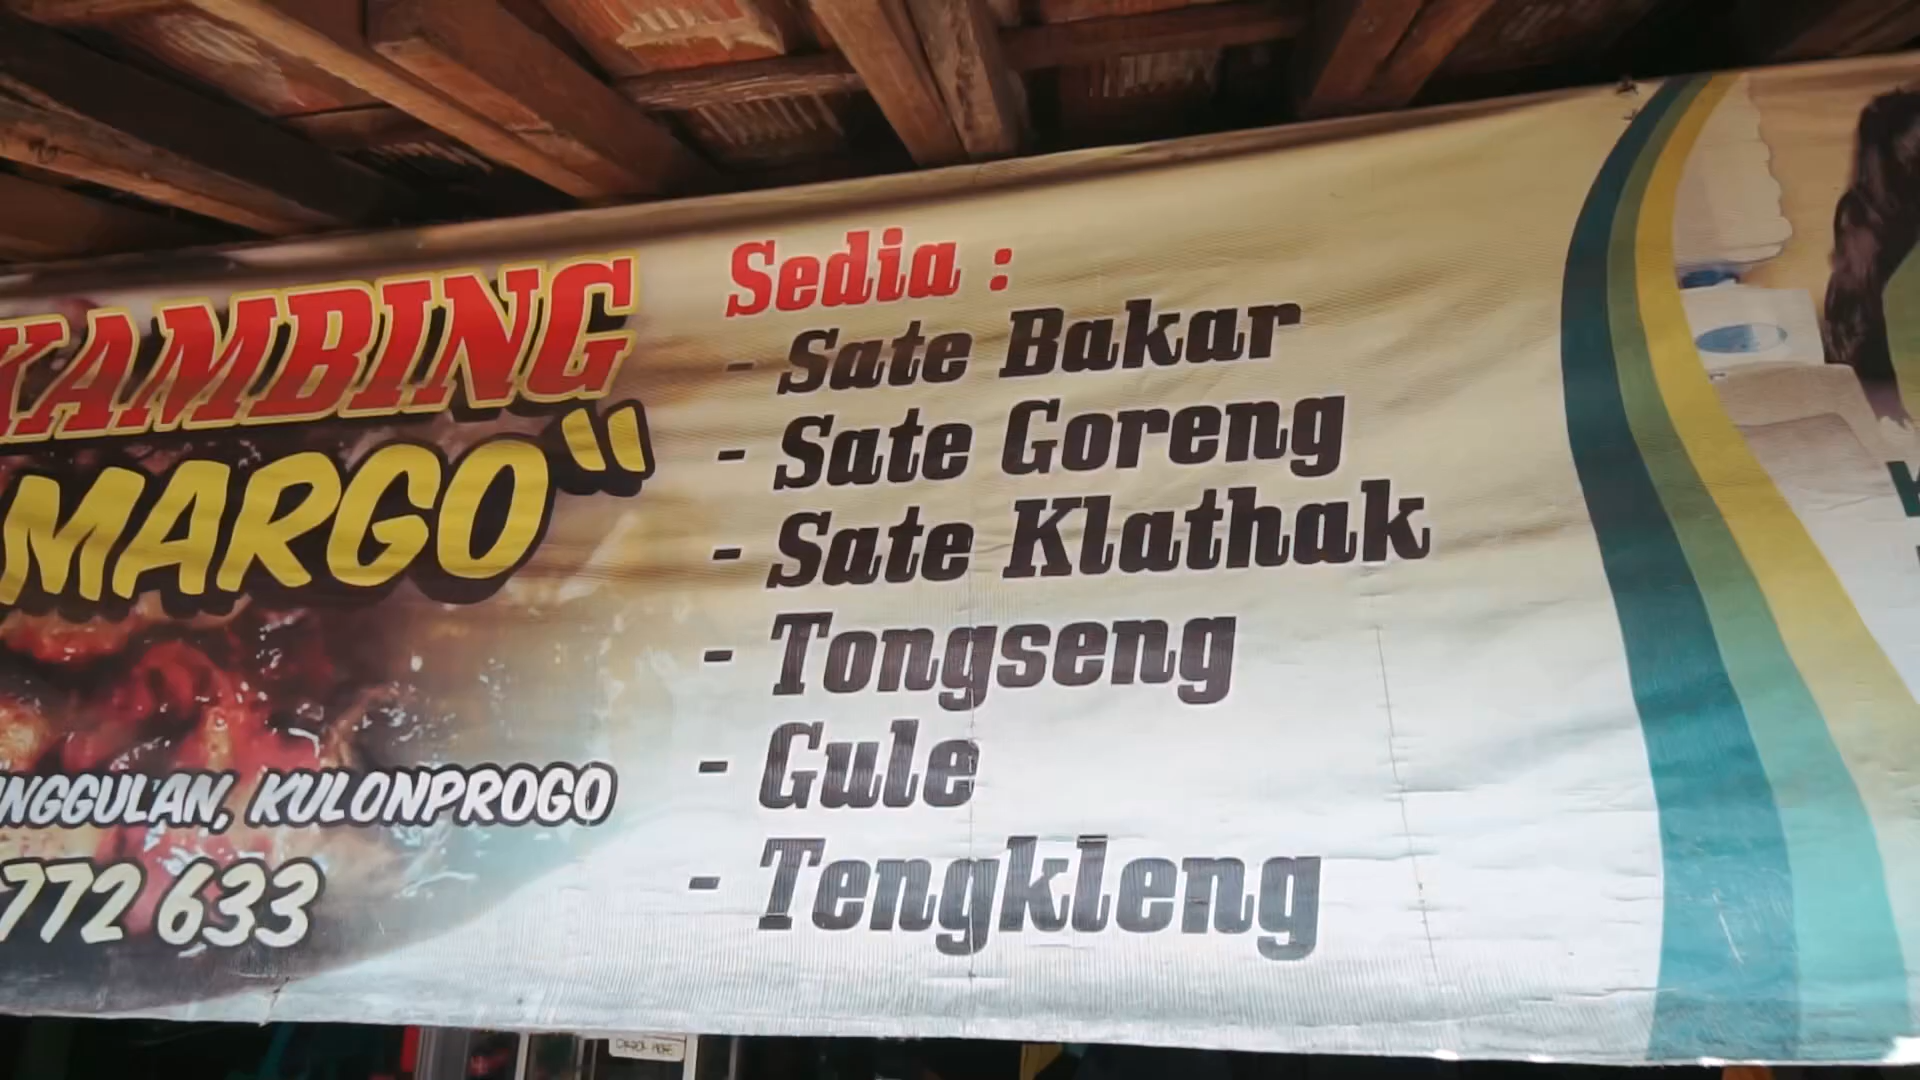 KAMBING
MARGO"
NGGULAN, KULONPROGO
772 633
Sedia :
- Sate Bakar
- Sate Goreng
- Sate Klathak
- Tongseng
- Gule
- Tengkleng